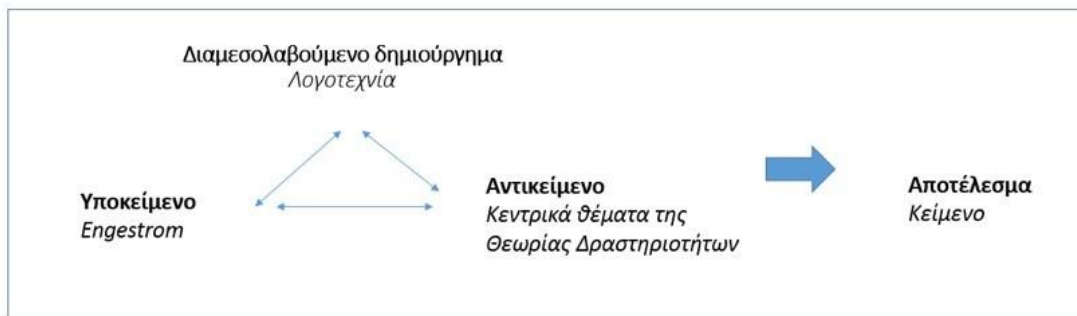 Διαμεσολαβούμενο δημιούργημα
Λογοτεχνία
Υποκείμενο
Engestrom
Αντικείμενο
Κεντρικά θέματα της
Θεωρίας Δραστηριοτήτων
Αποτέλεσμα
Κείμενο